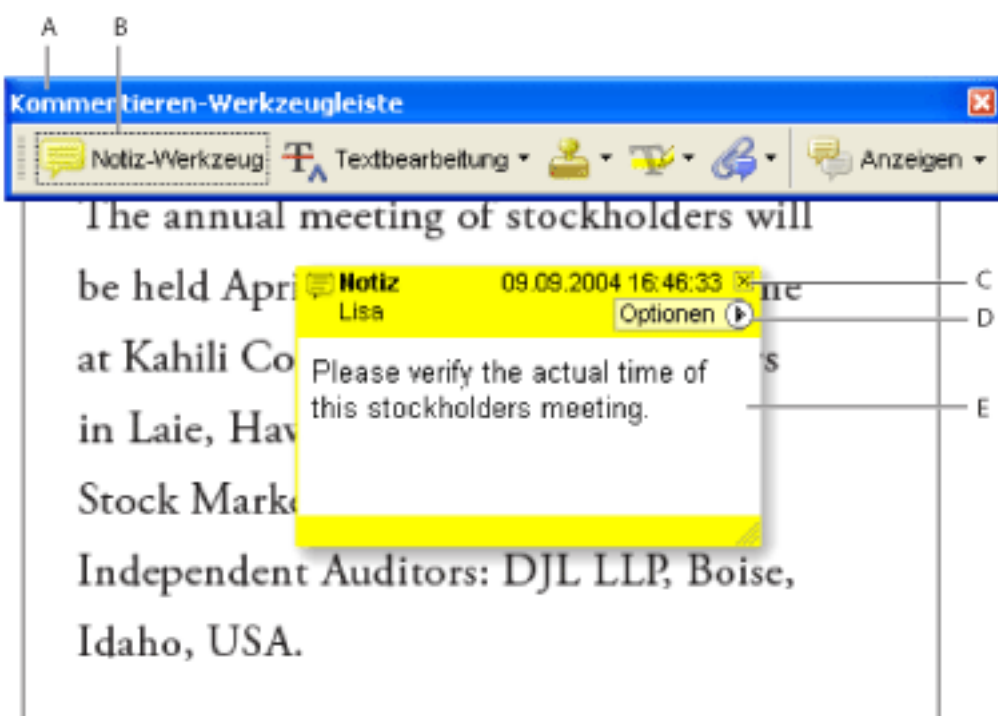 A B
Kommentieren-Werkzeugleiste
Notiz-Werkzeug Textbearbeitung Anzeigen
The annual meeting of stockholders will
be held Apri
Notiz 09.09.2004 16:46:33
C
Lisa Optionen
D
at Kahili Co
Please verify the actual time of
this stockholders meeting.
E
in Laie, Hav
Stock Marke
Independent Auditors: DJL LLP, Boise,
Idaho, USA.